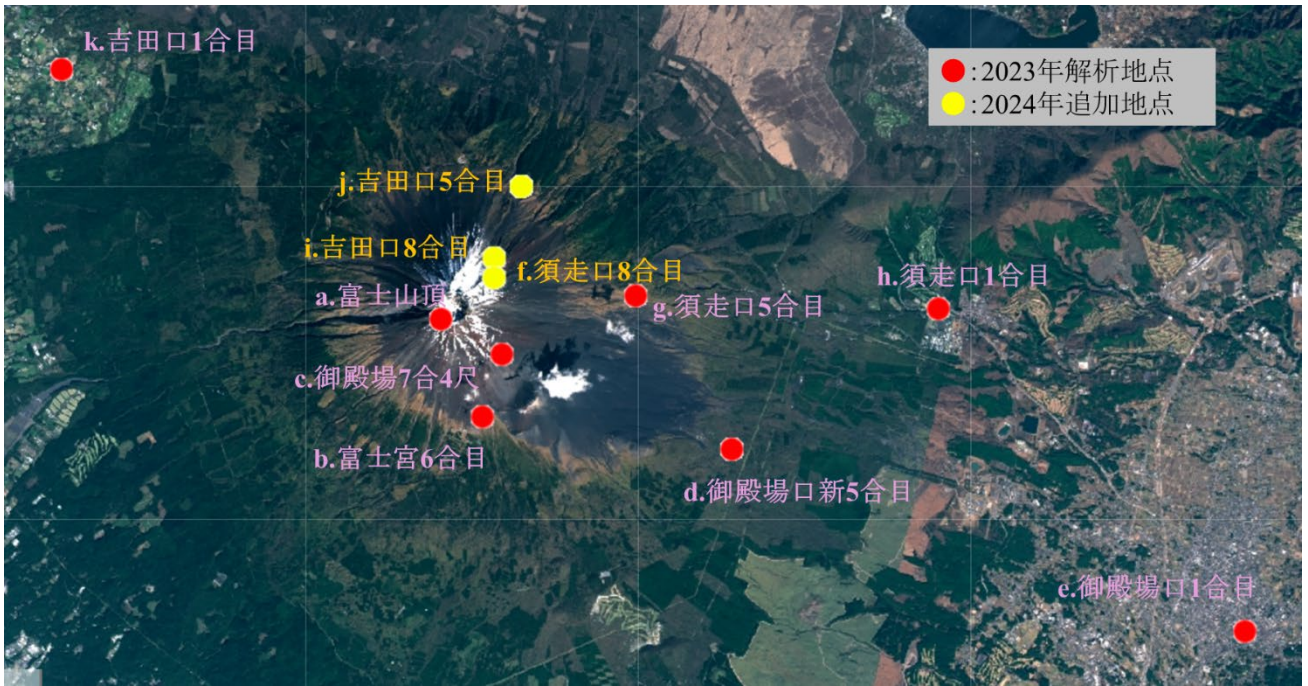 k.吉田口1合目
●:2023年解析地点
●:2024年追加地点
j.吉田口5合目
i.吉田口8合目
f.須走口8合目
a.富士山頂
g.須走口5合目
h.須走口1合目
c.御殿場7合4尺
b.富士宮6合目
d.御殿場口新5合目
e.御殿場口1合目